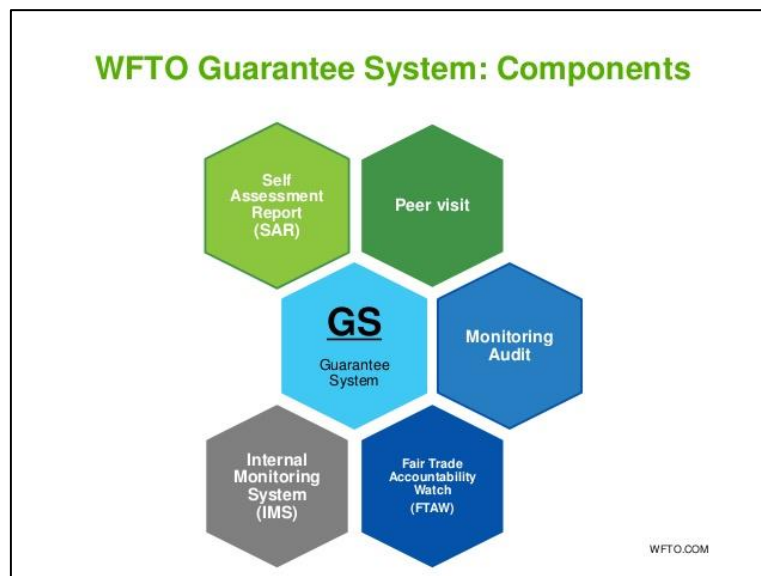 WFTO Guarantee System: Components
Self
Assessment
Report
(SAR)
Peer visit
GS
Guarantee
System
Monitoring
Audit
Internal
Monitoring
System
(IMS)
Fair Trade
Accountability
Watch
(FTAW)
WFTO.COM